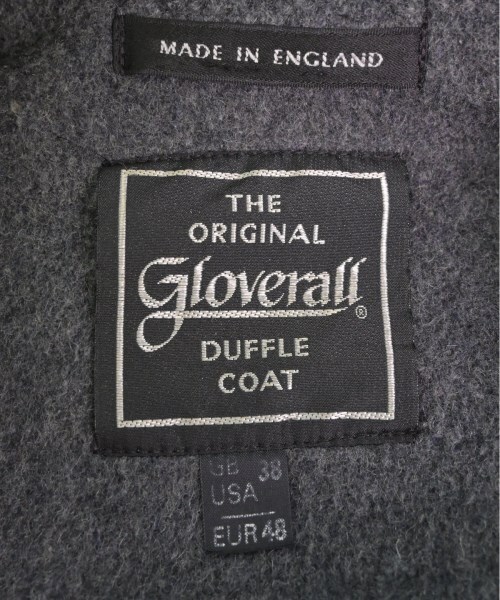 MADE IN ENGLAND
THE
ORIGINAL
Gloverall®
DUFFLE
COAT
GB 38
USA
EUR 48